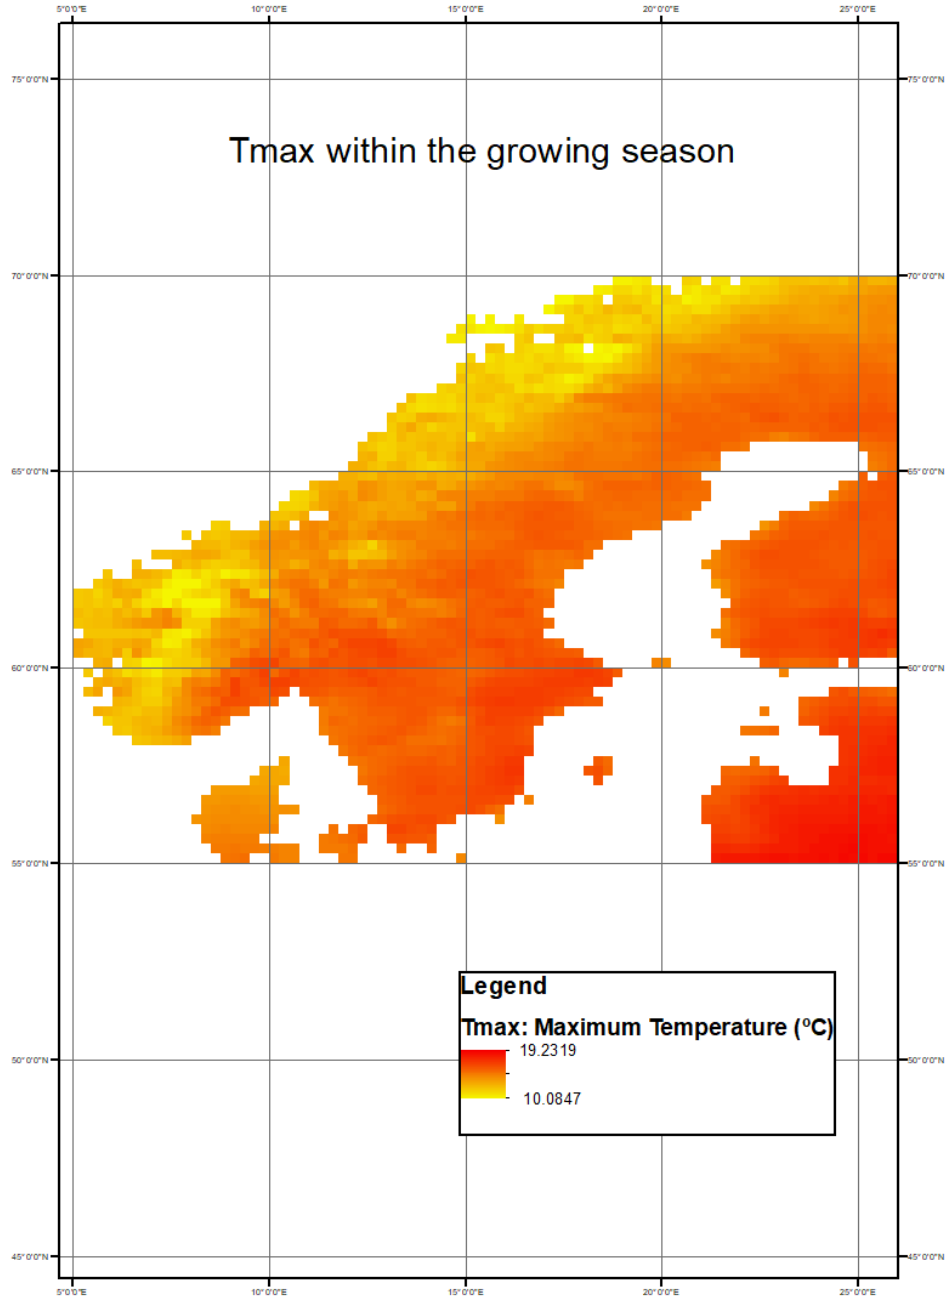 5°0'0"E 10°0'0"E 15°0'0"E 20°0'0"E 25°0'0"E
75°0'0"N 75°0'0"N
Tmax within the growing season
70°0'0"N 70°0'0"N
65°0'0"N 65°0'0"N
60°0'0"N 60°0'0"N
55°0'0"N 55°0'0"N
Legend
Tmax: Maximum Temperature (ºC)
19.2319
50°0'0"N 50°0'0"N
10.0847
45°0'0"N 45°0'0"N
5°0'0"E 10°0'0"E 15°0'0"E 20°0'0"E 25°0'0"E